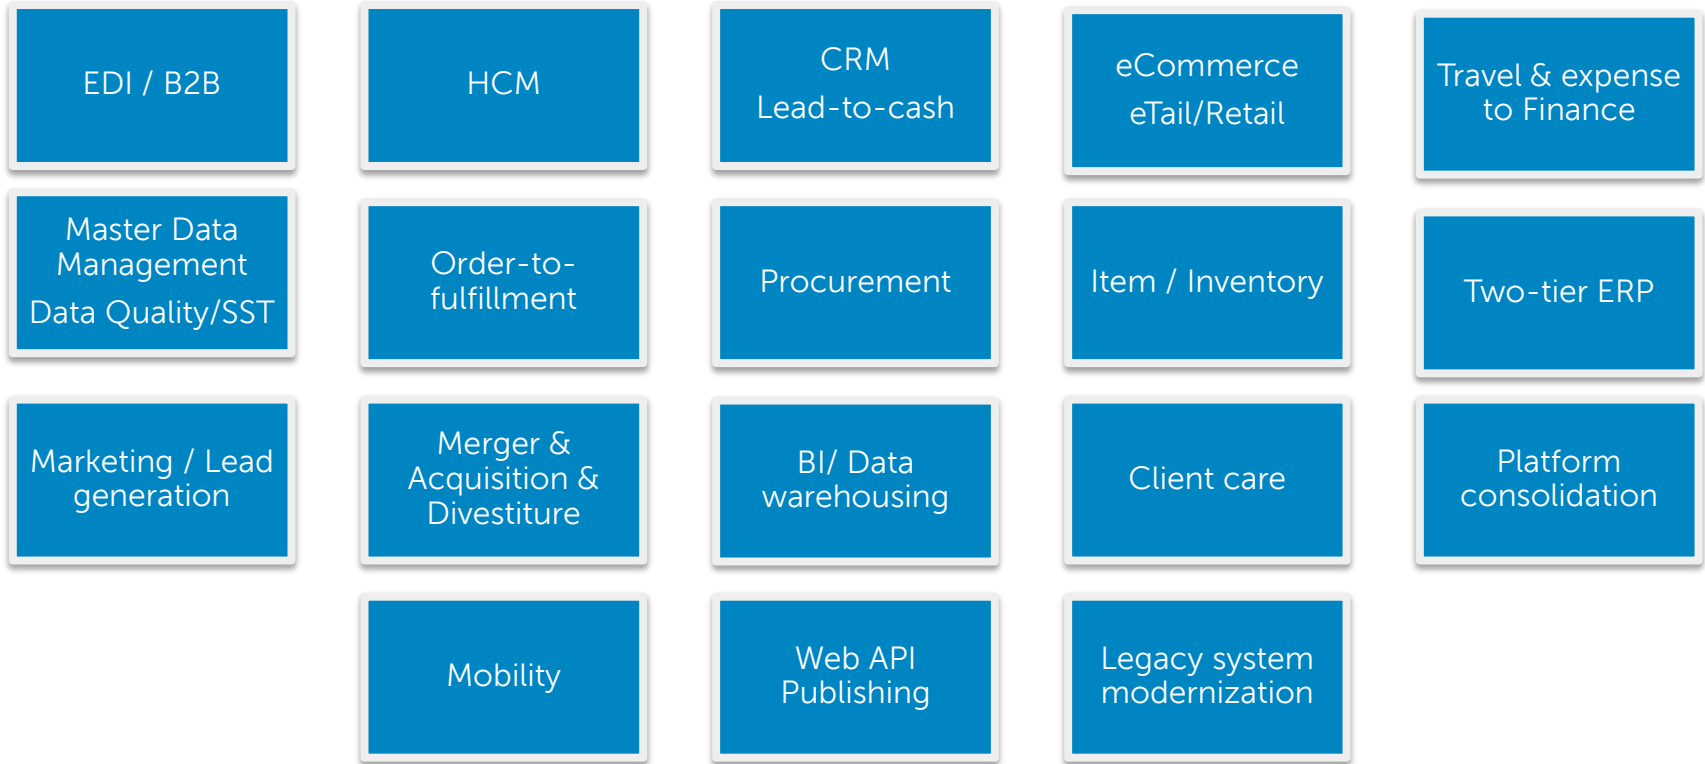 EDI / B2B
HCM
CRM
Lead-to-cash
eCommerce
eTail/Retail
Travel & expense
to Finance
Master Data
Management
Data Quality/SST
Order-to-
fulfillment
Procurement
Item / Inventory
Two-tier ERP
Marketing / Lead
generation
Merger &
Acquisition &
Divestiture
BI/ Data
warehousing
Client care
Platform
consolidation
Mobility
Web API
Publishing
Legacy system
modernization